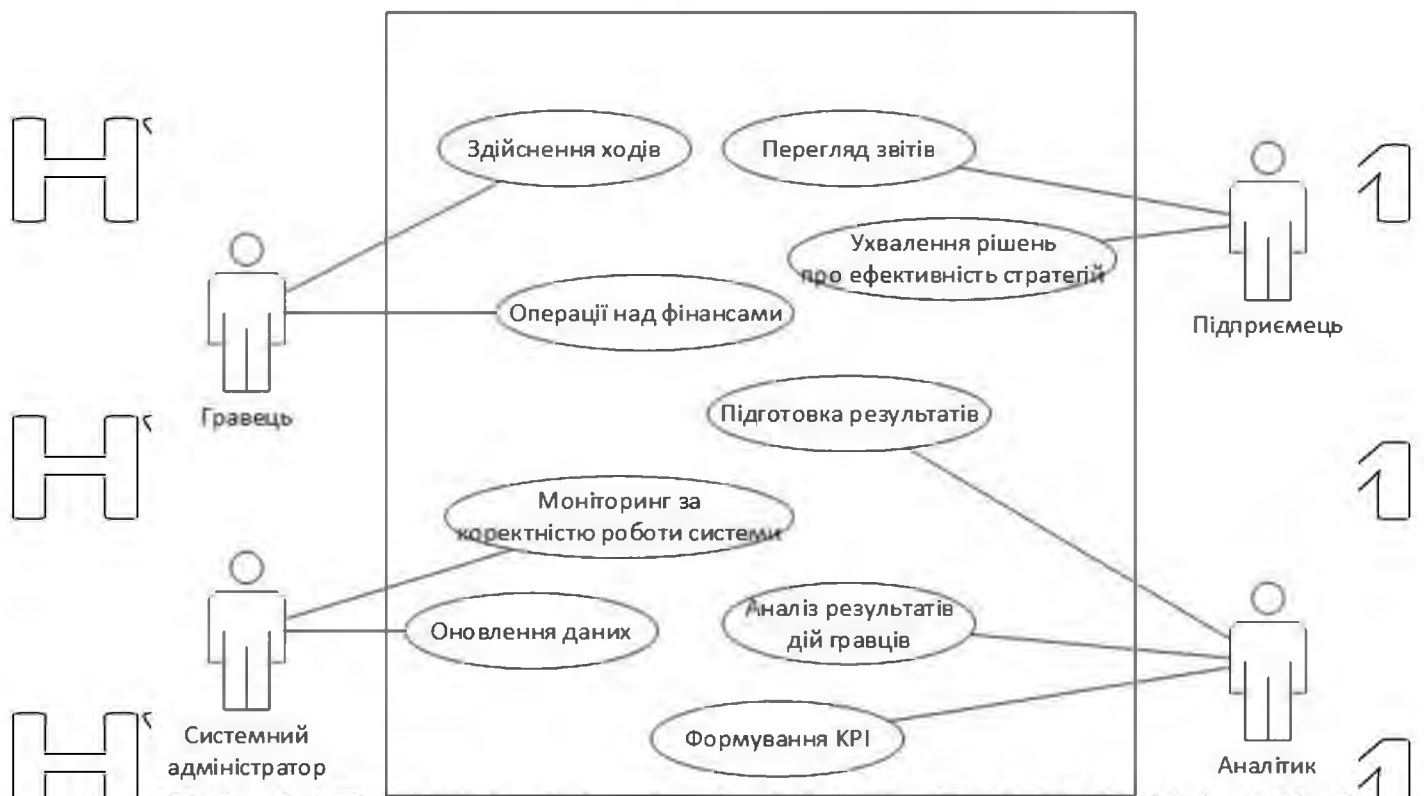 Здійснення ходів
Перегляд звітів
Ухвалення рішень
про ефективність стратегій
Операції над фінансами
Підприємець
Гравець
Підготовка результатів
Моніторинг за
коректністю роботи системи
Аналіз результатів
дій гравців
Оновлення даних
Системний
адміністратор
Формування KPI
Аналітик